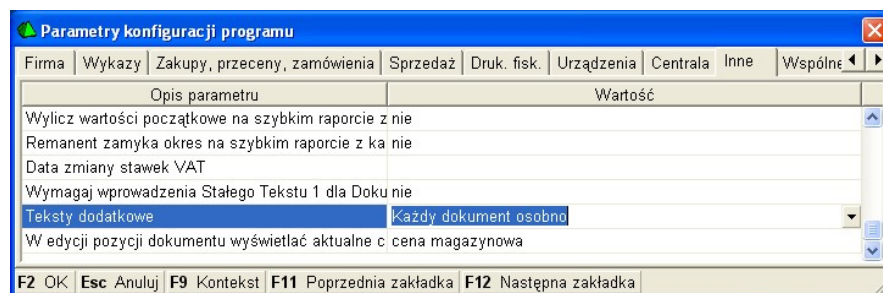 Parametry konfiguracji programu
Firma Wykazy Zakupy, przeceny, zamówienia Sprzedaż Druk. fisk. Urządzenia Centrala Inne Wspólne
Opis parametru Wartość
Wylicz wartości początkowe na szybkim raporcie z nie
Remanent zamyka okres na szybkim raporcie z ka nie
Data zmiany stawek VAT
Wymagaj wprowadzenia Stałego Tekstu 1 dla Doku nie
Teksty dodatkowe Każdy dokument osobno
W edycji pozycji dokumentu wyświetlać aktualne c cena magazynowa
F2 OK Esc Anuluj F9 Kontekst F11 Poprzednia zakładka F12 Następna zakładka